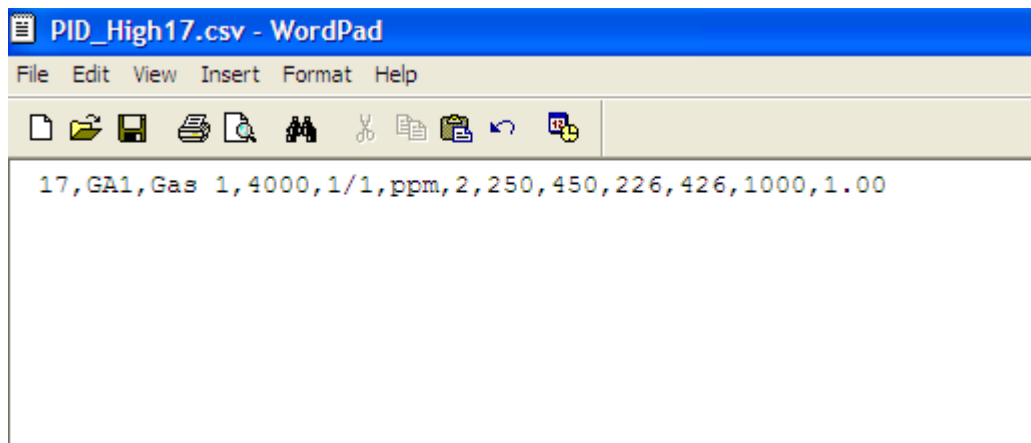 PID_High17.csv - WordPad
File Edit View Insert Format Help
17,GA1,Gas 1,4000,1/1,ppm,2,250,450,226,426,1000,1.00